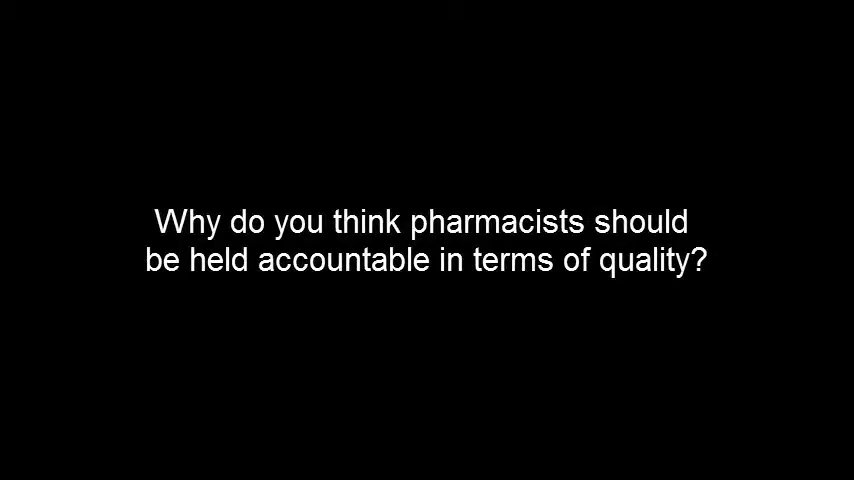 Why do you think pharmacists should
be held accountable in terms of quality?